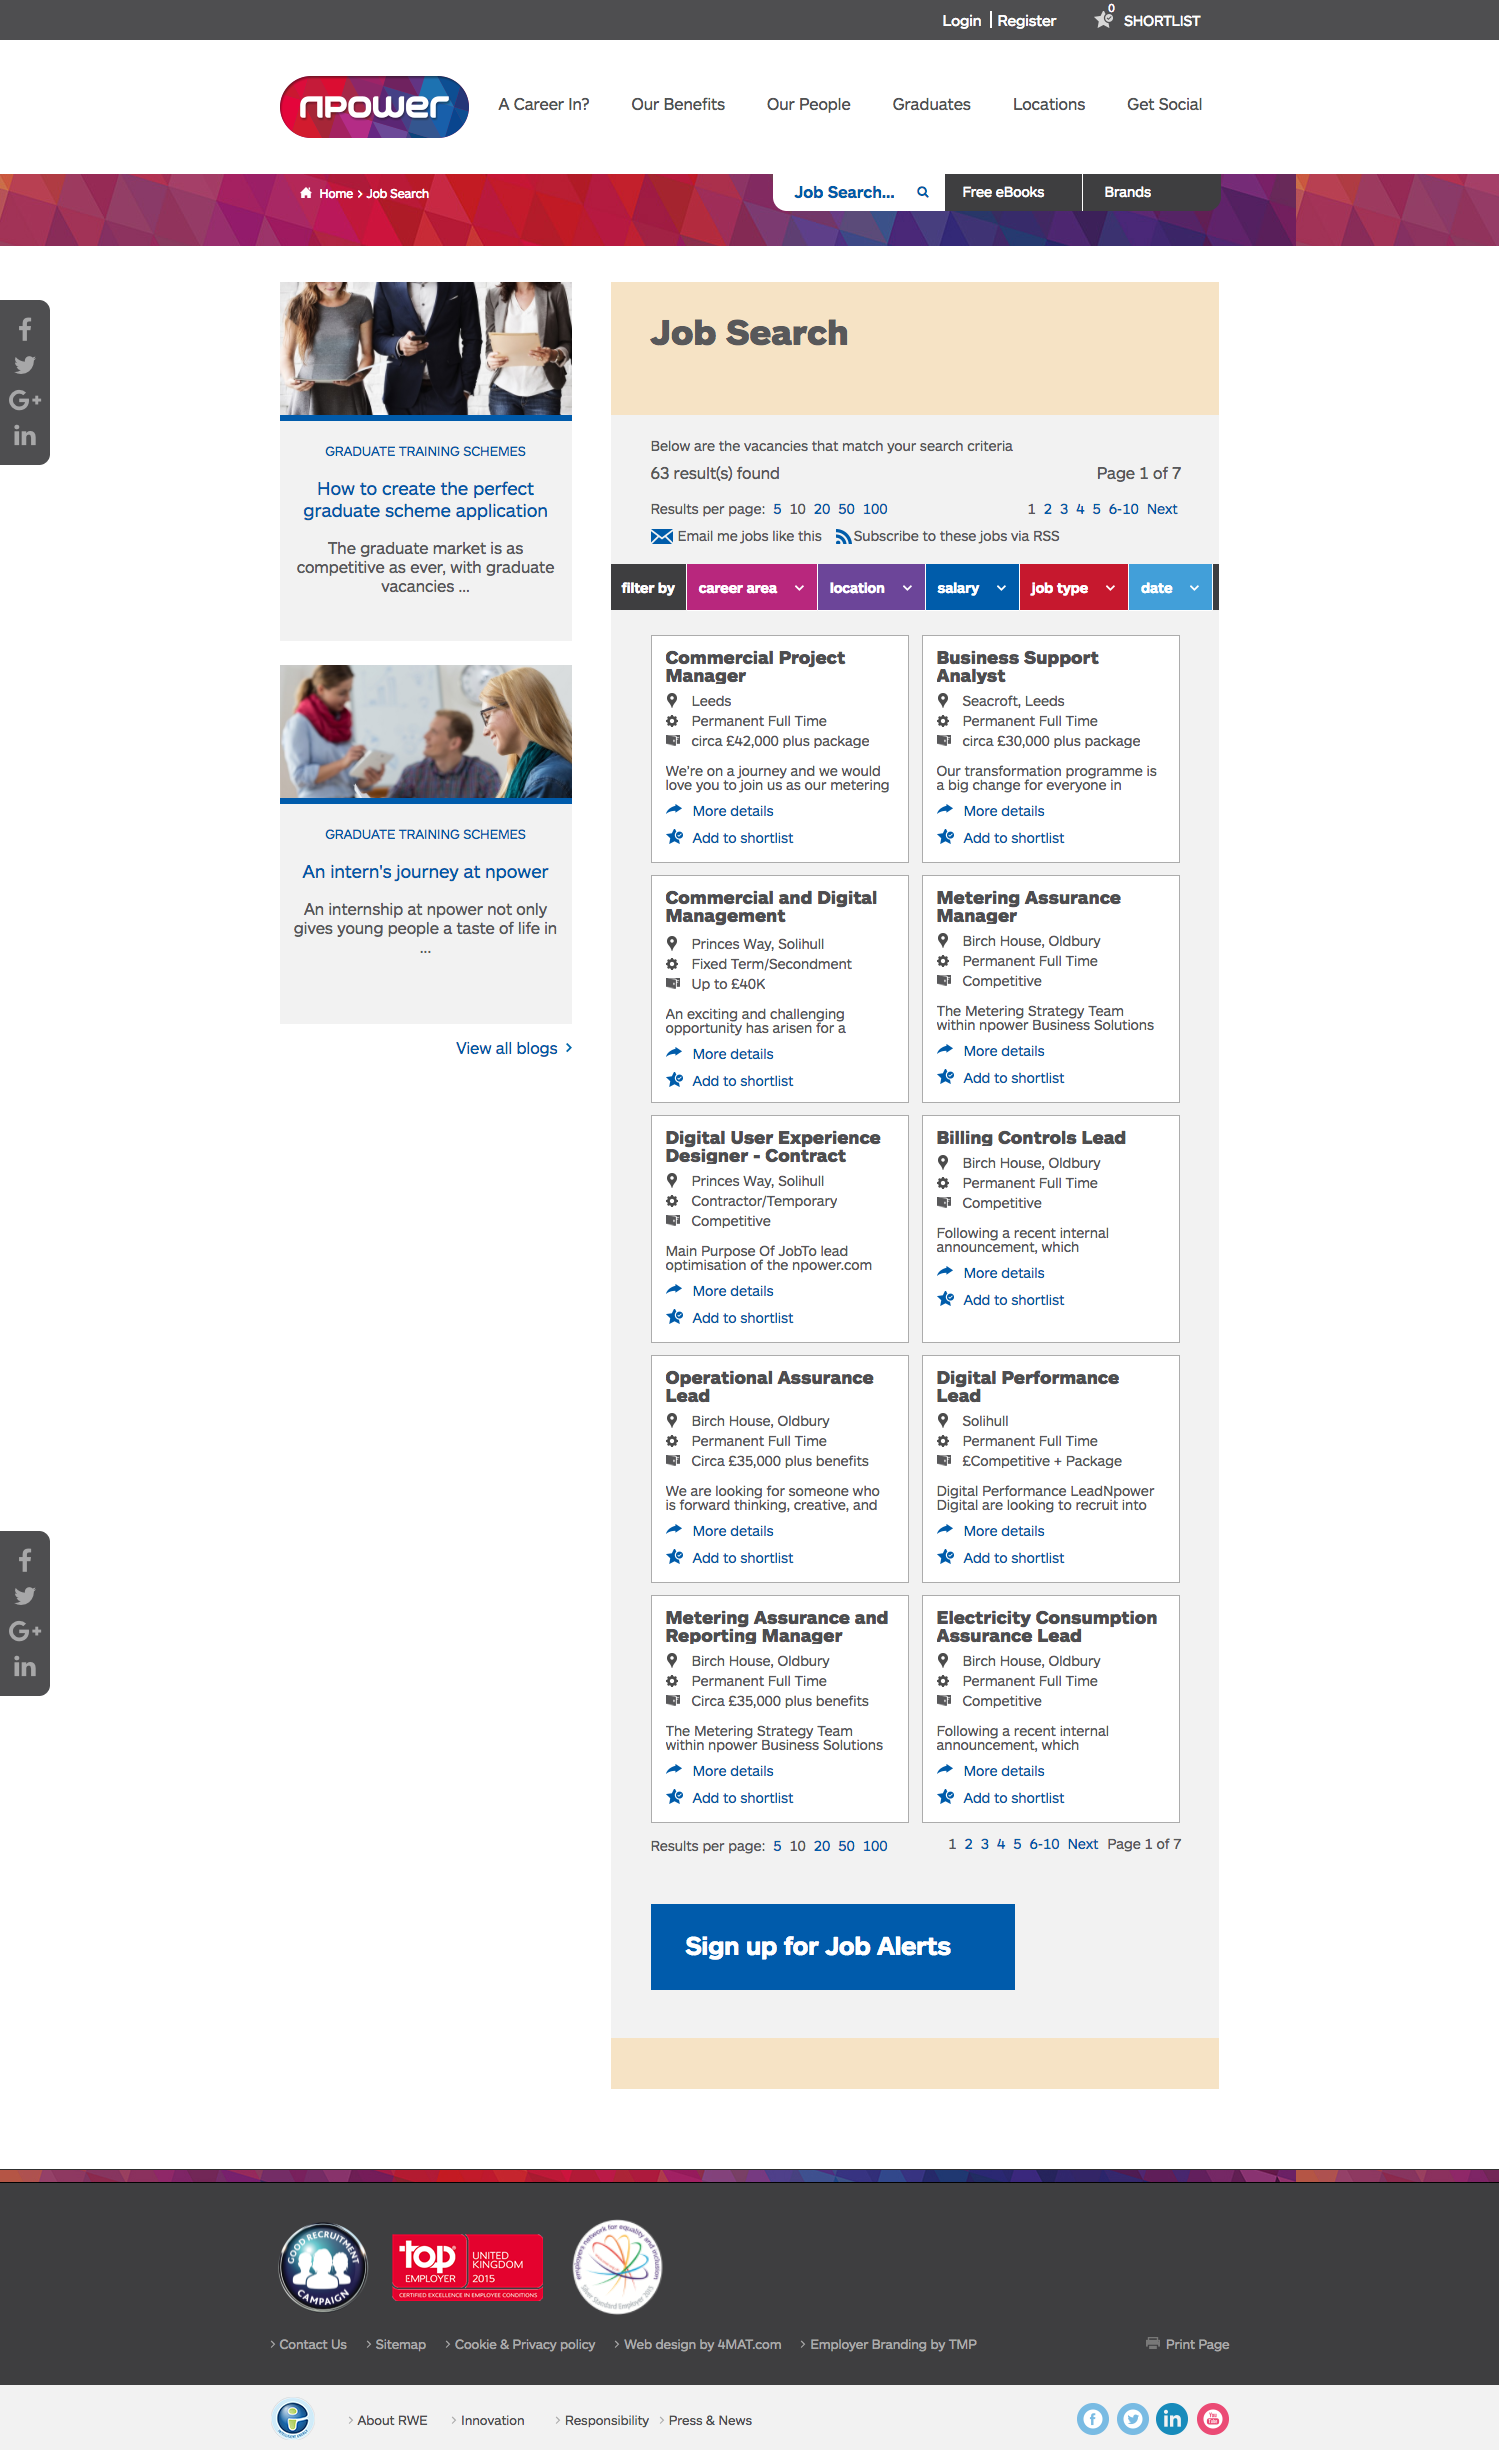 Login | Register 0 SHORTLIST
npower
A Career In? Our Benefits Our People Graduates Locations Get Social
Home > Job Search
Job Search... Free eBooks Brands
GRADUATE TRAINING SCHEMES
How to create the perfect
graduate scheme application
The graduate market is as
competitive as ever, with graduate
vacancies ...
GRADUATE TRAINING SCHEMES
An intern's journey at npower
An internship at npower not only
gives young people a taste of life in
...
View all blogs >
Job Search
Below are the vacancies that match your search criteria
63 result(s) found Page 1 of 7
Results per page: 5 10 20 50 100 1 2 3 4 5 6-10 Next
Email me jobs like this Subscribe to these jobs via RSS
filter by career area location salary job type date
Commercial Project
Manager
Leeds
Permanent Full Time
circa £42,000 plus package
We're on a journey and we would
love you to join us as our metering
More details
Add to shortlist
Business Support
Analyst
Seacroft, Leeds
Permanent Full Time
circa £30,000 plus package
Our transformation programme is
a big change for everyone in
More details
Add to shortlist
Commercial and Digital
Management
Princes Way, Solihull
Fixed Term/Secondment
Up to £40K
An exciting and challenging
opportunity has arisen for a
More details
Add to shortlist
Metering Assurance
Manager
Birch House, Oldbury
Permanent Full Time
Competitive
The Metering Strategy Team
within npower Business Solutions
More details
Add to shortlist
Digital User Experience
Designer - Contract
Princes Way, Solihull
Contractor/Temporary
Competitive
Main Purpose Of JobTo lead
optimisation of the npower.com
More details
Add to shortlist
Billing Controls Lead
Birch House, Oldbury
Permanent Full Time
Competitive
Following a recent internal
announcement, which
More details
Add to shortlist
Operational Assurance
Lead
Birch House, Oldbury
Permanent Full Time
Circa £35,000 plus benefits
We are looking for someone who
is forward thinking, creative, and
More details
Add to shortlist
Digital Performance
Lead
Solihull
Permanent Full Time
£Competitive + Package
Digital Performance LeadNpower
Digital are looking to recruit into
More details
Add to shortlist
Metering Assurance and
Reporting Manager
Birch House, Oldbury
Permanent Full Time
Circa £35,000 plus benefits
The Metering Strategy Team
within npower Business Solutions
More details
Add to shortlist
Electricity Consumption
Assurance Lead
Birch House, Oldbury
Permanent Full Time
Competitive
Following a recent internal
announcement, which
More details
Add to shortlist
Results per page: 5 10 20 50 100 1 2 3 4 5 6-10 Next Page 1 of 7
Sign up for Job Alerts
GOOD RECRUITMENT
CAMPAIGN
top
EMPLOYER
UNITED
KINGDOM
2015
CERTIFIED EXCELLENCE IN EMPLOYEE CONDITIONS
employers network for equality and inclusion
Silver Standard Employer
> Contact Us > Sitemap > Cookie & Privacy policy > Web design by 4MAT.com > Employer Branding by TMP Print Page
> About RWE > Innovation > Responsibility > Press & News